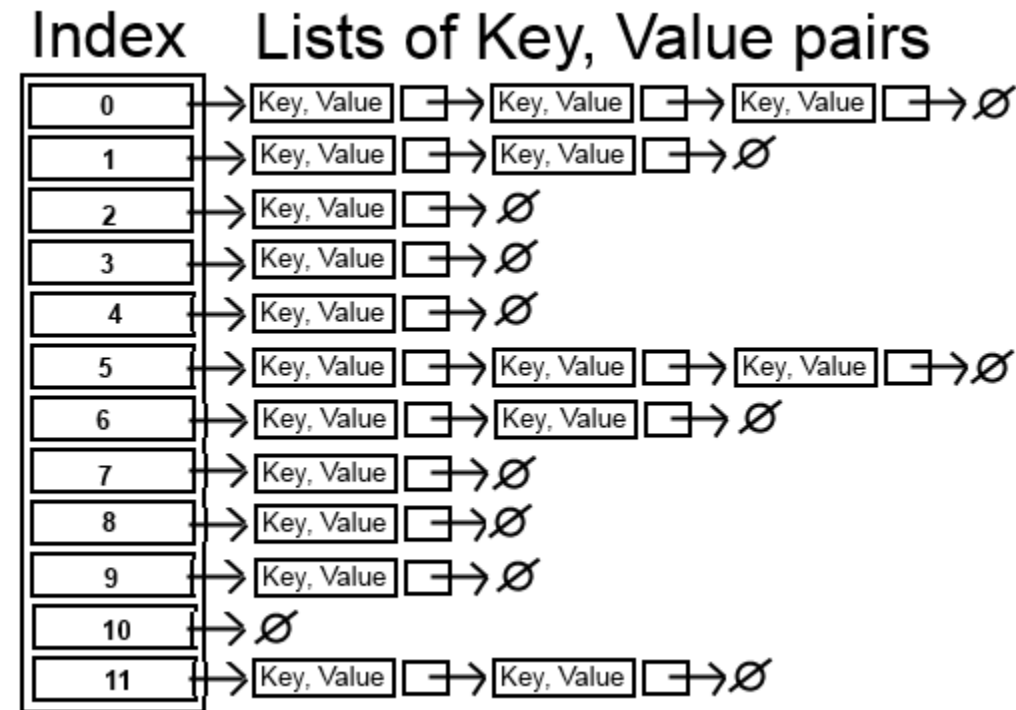 Index Lists of Key, Value pairs
0 Key, Value Key, Value Key, Value ∅
1 Key, Value Key, Value ∅
2 Key, Value ∅
3 Key, Value ∅
4 Key, Value ∅
5 Key, Value Key, Value Key, Value ∅
6 Key, Value Key, Value ∅
7 Key, Value ∅
8 Key, Value ∅
9 Key, Value ∅
10 ∅
11 Key, Value Key, Value ∅